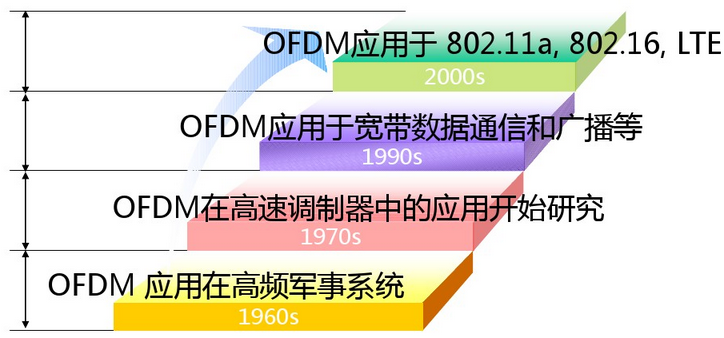 OFDM应用于 802.11a, 802.16, LTE
2000s
OFDM应用于宽带数据通信和广播等
1990s
OFDM在高速调制器中的应用开始研究
1970s
OFDM 应用在高频军事系统
1960s